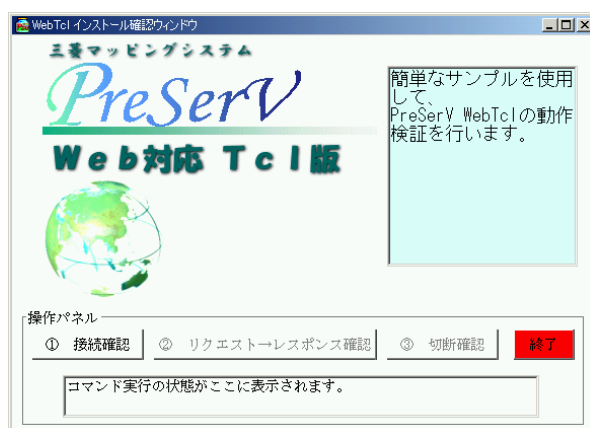 WebTcl インストール確認ウィンドウ
三菱マッピングシステム
PreSerV
Web対応 Tcl版
簡単なサンプルを使用
して、
PreSerV WebTclの動作
検証を行います。
操作パネル
① 接続確認
② リクエスト→レスポンス確認
③ 切断確認
終了
コマンド実行の状態がここに表示されます。